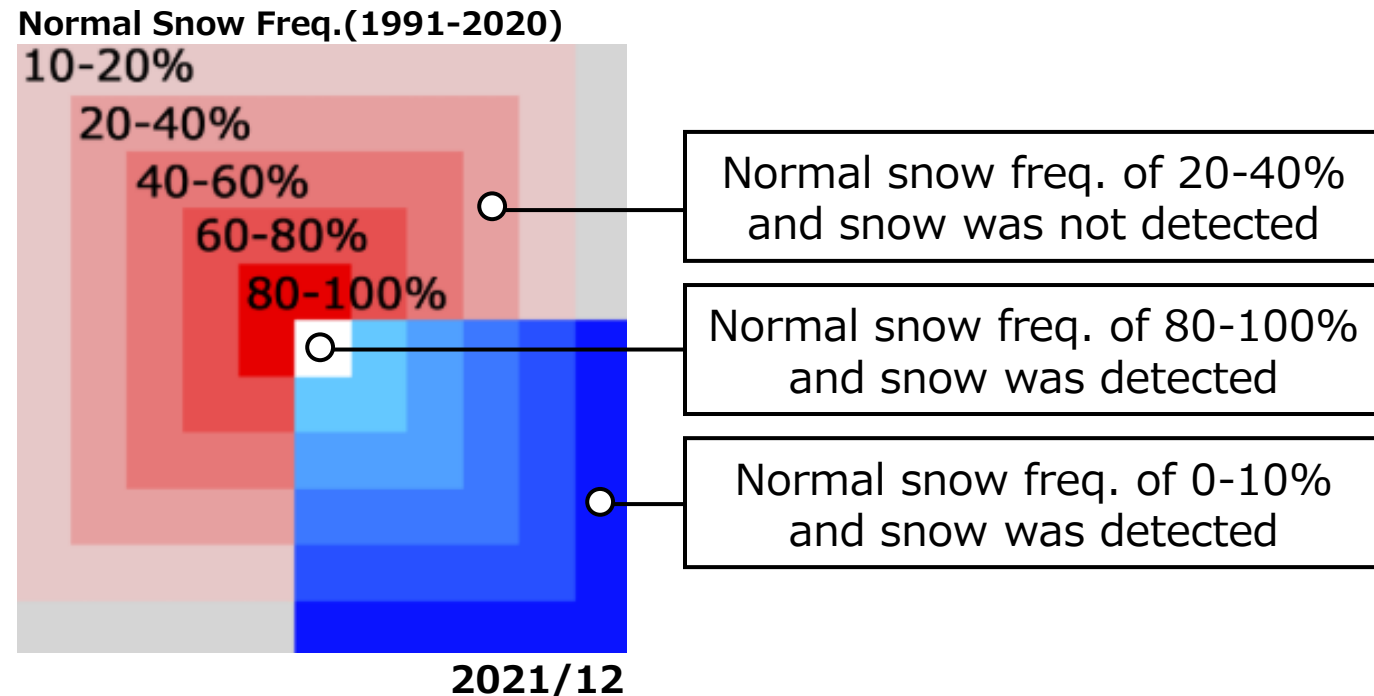 Normal Snow Freq.(1991-2020)
10-20%
20-40%
40-60%
60-80%
80-100%
Normal snow freq. of 20-40%
and snow was not detected
Normal snow freq. of 80-100%
and snow was detected
Normal snow freq. of 0-10%
and snow was detected
2021/12